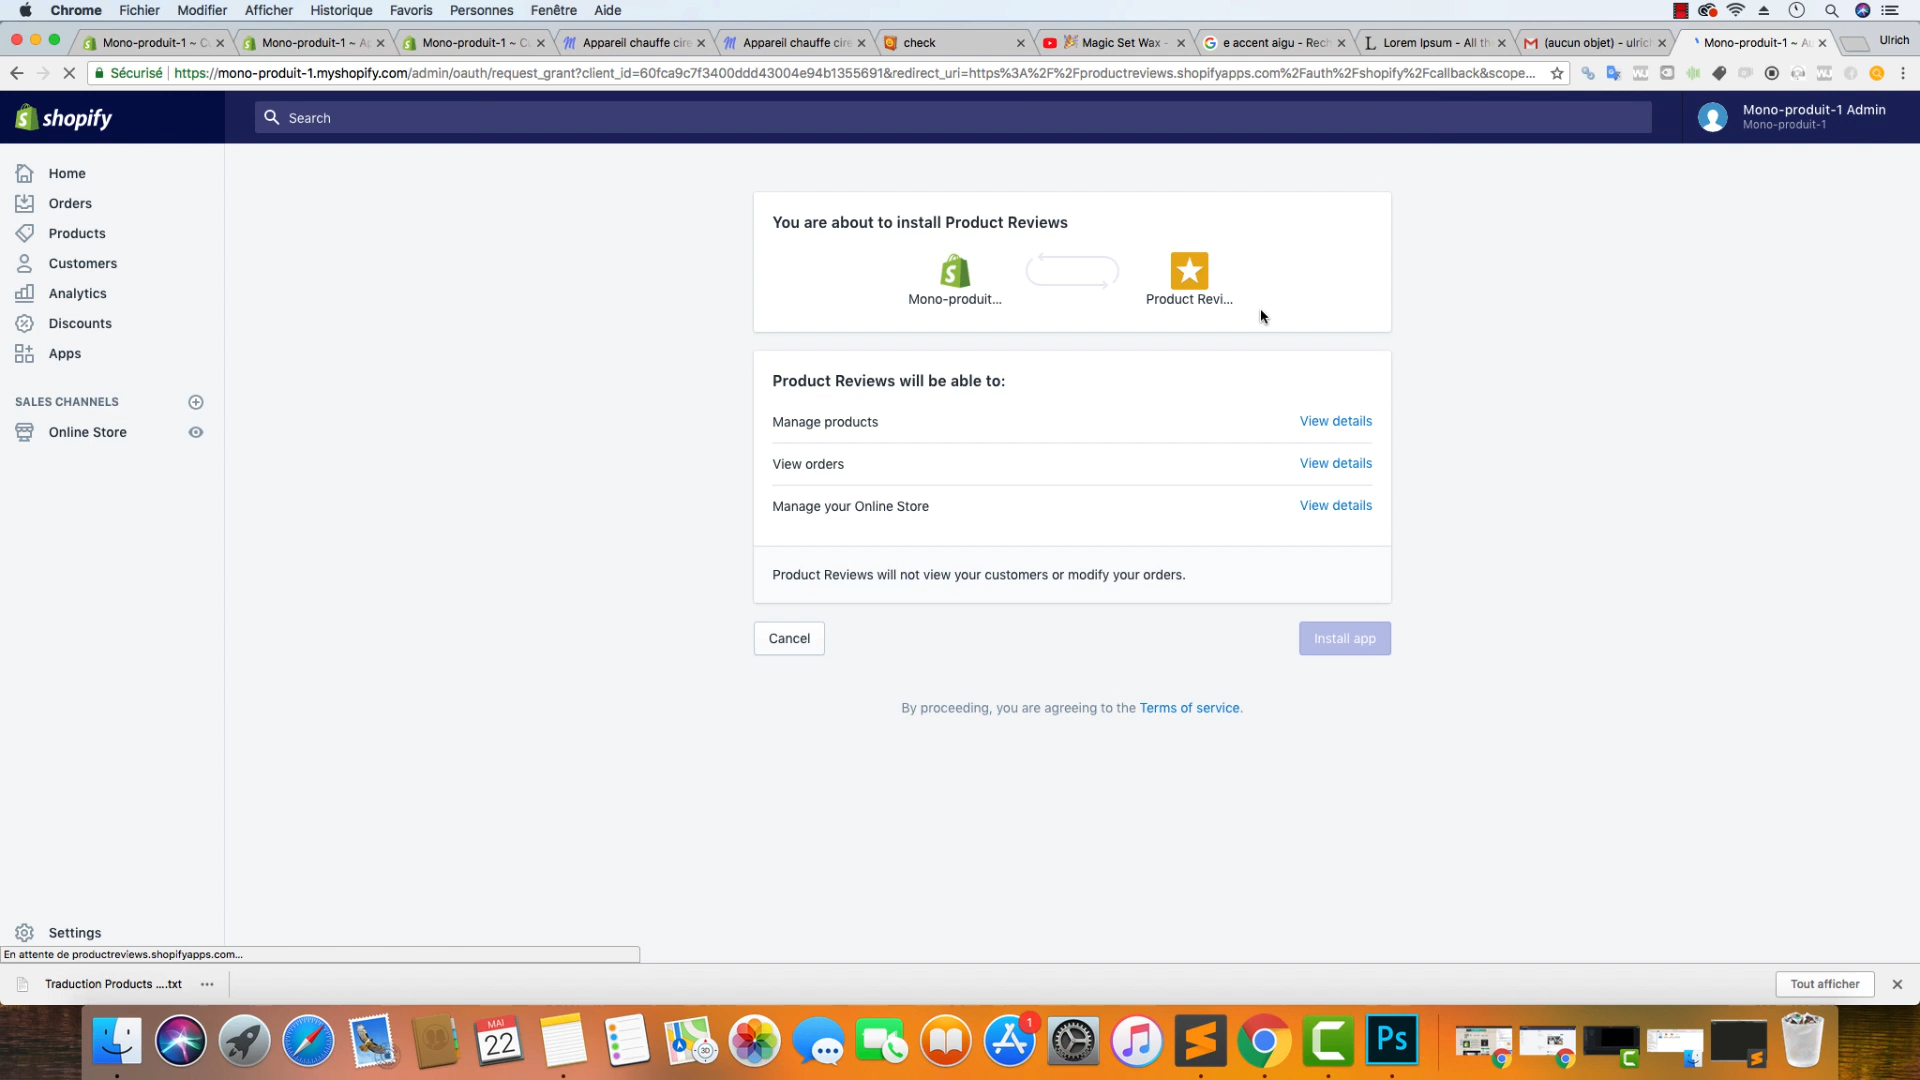 Chrome Fichier Modifier Afficher Historique Favoris Personnes Fenêtre Aide
Mono-produit-1 ~ C Mono-produit-1 ~ A Mono-produit-1 ~ C Appareil chauffe cire Appareil chauffe cire check Magic Set Wax - e accent aigu - Rec Lorem Ipsum - All th (aucun objet) - ulric Mono-produit-1 ~ A Ulrich
Sécurisé https://mono-produit-1.myshopify.com/admin/oauth/request_grant?client_id=60fca9c7f3400ddd43004e94b1355691&redirect_uri=https%3A%2F%2Fproductreviews.shopifyapps.com%2Fauth%2Fshopify%2Fcallback&scope...
shopify
Search
Mono-produit-1 Admin
Mono-produit-1
Home
Orders
Products
Customers
Analytics
Discounts
Apps
SALES CHANNELS
Online Store
Settings
You are about to install Product Reviews
Mono-produit... Product Revi...
Product Reviews will be able to:
Manage products View details
View orders View details
Manage your Online Store View details
Product Reviews will not view your customers or modify your orders.
Cancel Install app
By proceeding, you are agreeing to the Terms of service.
En attente de productreviews.shopifyapps.com...
Traduction Products ....txt
Tout afficher
MAI
22
3D
1
Ps